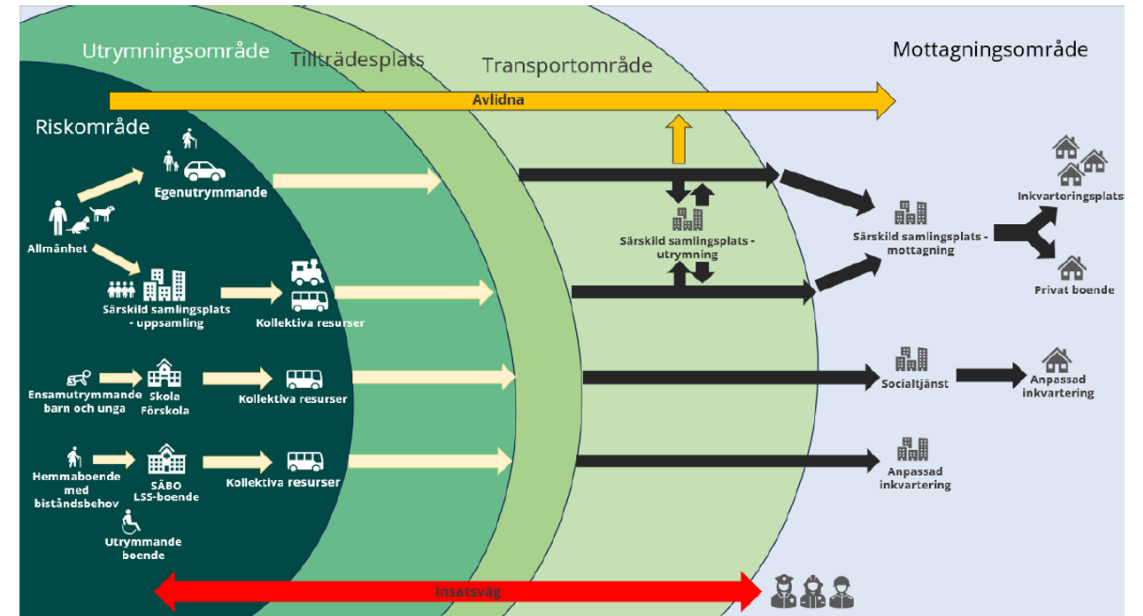 Utrymningsområde
Tillträdesplats
Transportområde
Mottagningsområde
Avlidna
Riskområde
Egenutrymmande
Allmänhet
Särskild samlingsplats
- uppsamling
Kollektiva resurser
Särskild samlingsplats -
utrymning
Särskild samlingsplats -
mottagning
Inkvarteringsplats
Privat boende
Ensamutrymmande
barn och unga
Skola
Förskola
Kollektiva resurser
Socialtjänst
Anpassad
inkvartering
Hemmaboende
med
biståndsbehov
SÄBO
LSS-boende
Kollektiva resurser
Anpassad
inkvartering
Utrymmande
boende
Insatsväg